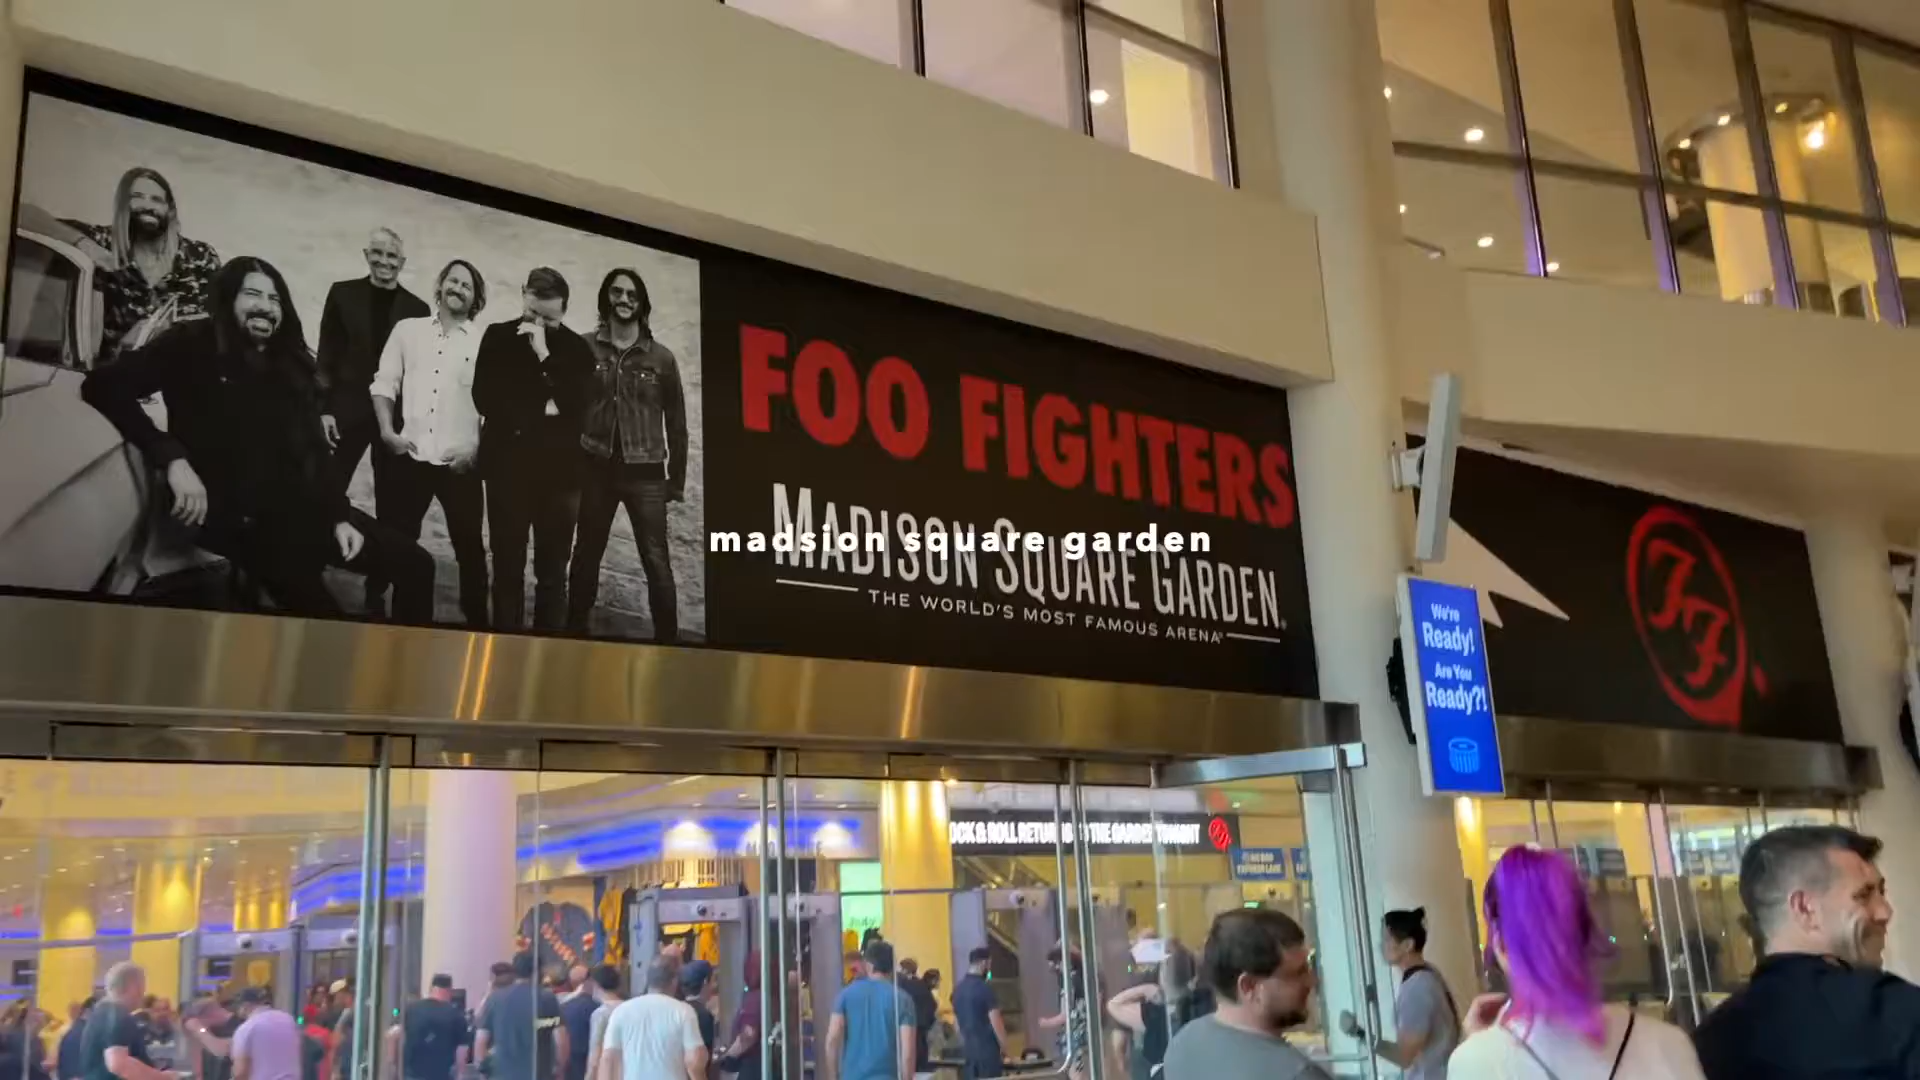 FOO FIGHTERS
MADISON SQUARE GARDEN
THE WORLD'S MOST FAMOUS ARENA
madsion square garden
FF
We're
Ready!
Are You
Ready?!
OCK & ROLL RETURNS TO THE GARDEN TONIGHT